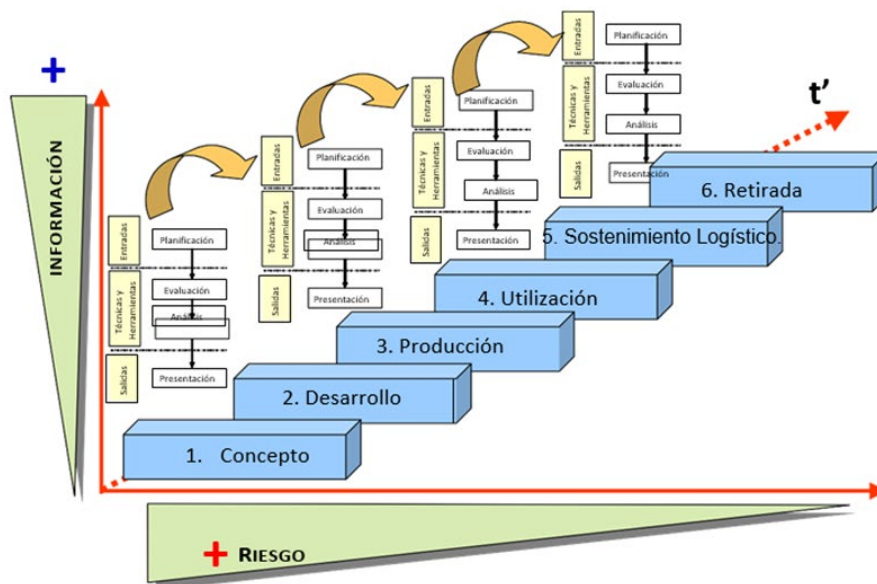 +
INFORMACIÓN
Entradas
Técnicas y
Herramientas
Salidas
Planificación
Evaluación
Análisis
Presentación
Entradas
Técnicas y
Herramientas
Salidas
Planificación
Evaluación
Análisis
Presentación
Entradas
Técnicas y
Herramientas
Salidas
Planificación
Evaluación
Análisis
Presentación
Entradas
Técnicas y
Herramientas
Salidas
Planificación
Evaluación
Análisis
Presentación
t’
6. Retirada
5. Sostenimiento Logístico.
4. Utilización
3. Producción
2. Desarrollo
1. Concepto
+ RIESGO